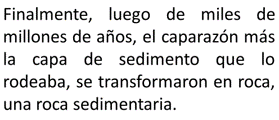 Finalmente, luego de miles de
millones de años, el caparazón más
la capa de sedimento que lo
rodeaba, se transformaron en roca,
una roca sedimentaria.